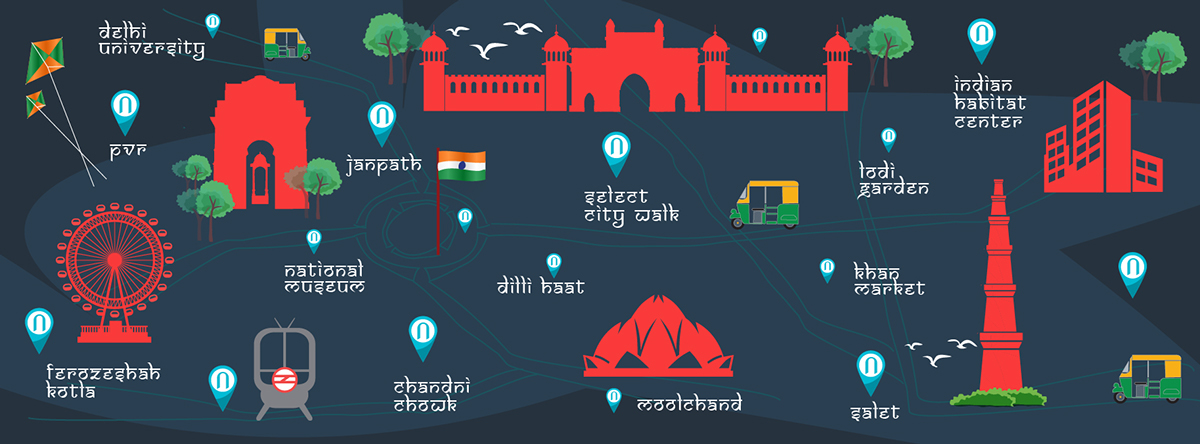 delhi
university
pvr
janpath
select
city walk
indian
habitat
center
lodi
garden
national
museum
dilli haat
khan
market
ferozeshah
kotla
chandni
chowk
moolchand
salet